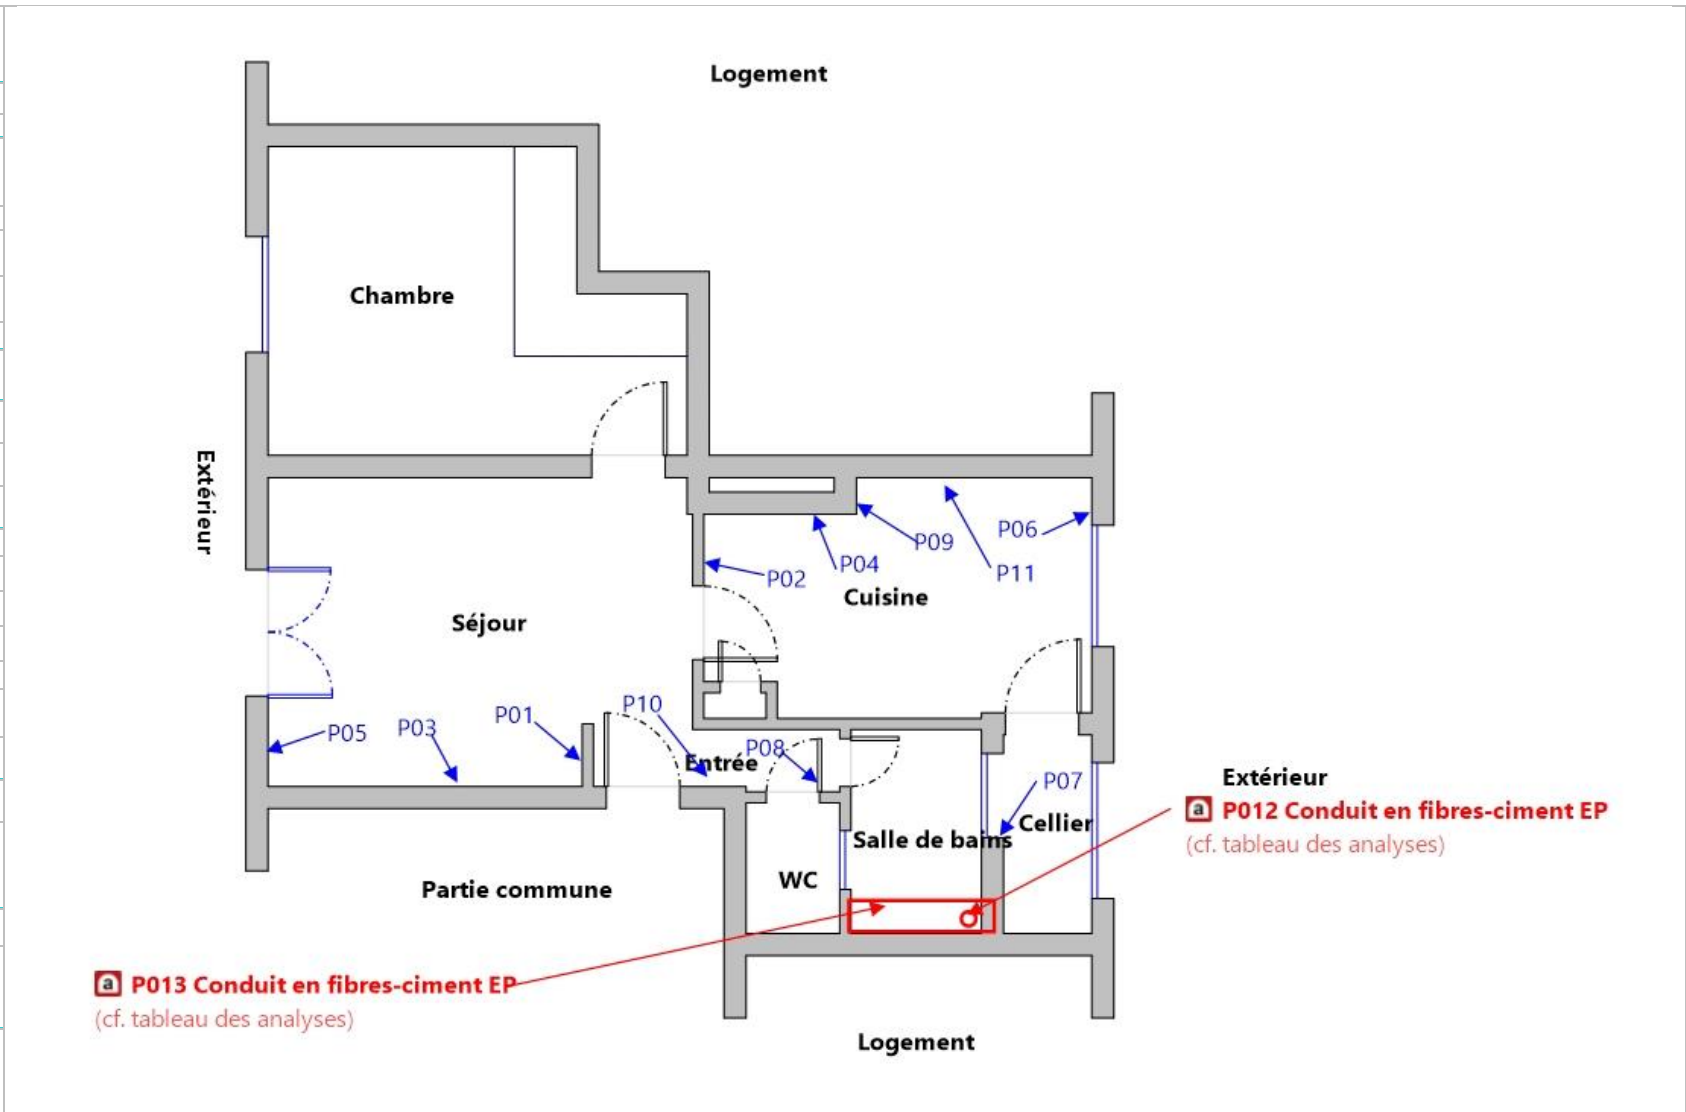 Logement
Chambre
Extérieur
P09
P06
P04
P11
P02
Cuisine
Séjour
P10
P01
P03
P05
P08
Entrée
P07
Extérieur
a P012 Conduit en fibres-ciment EP
(cf. tableau des analyses)
Cellier
Salle de bains
WC
Partie commune
a P013 Conduit en fibres-ciment EP
(cf. tableau des analyses)
Logement